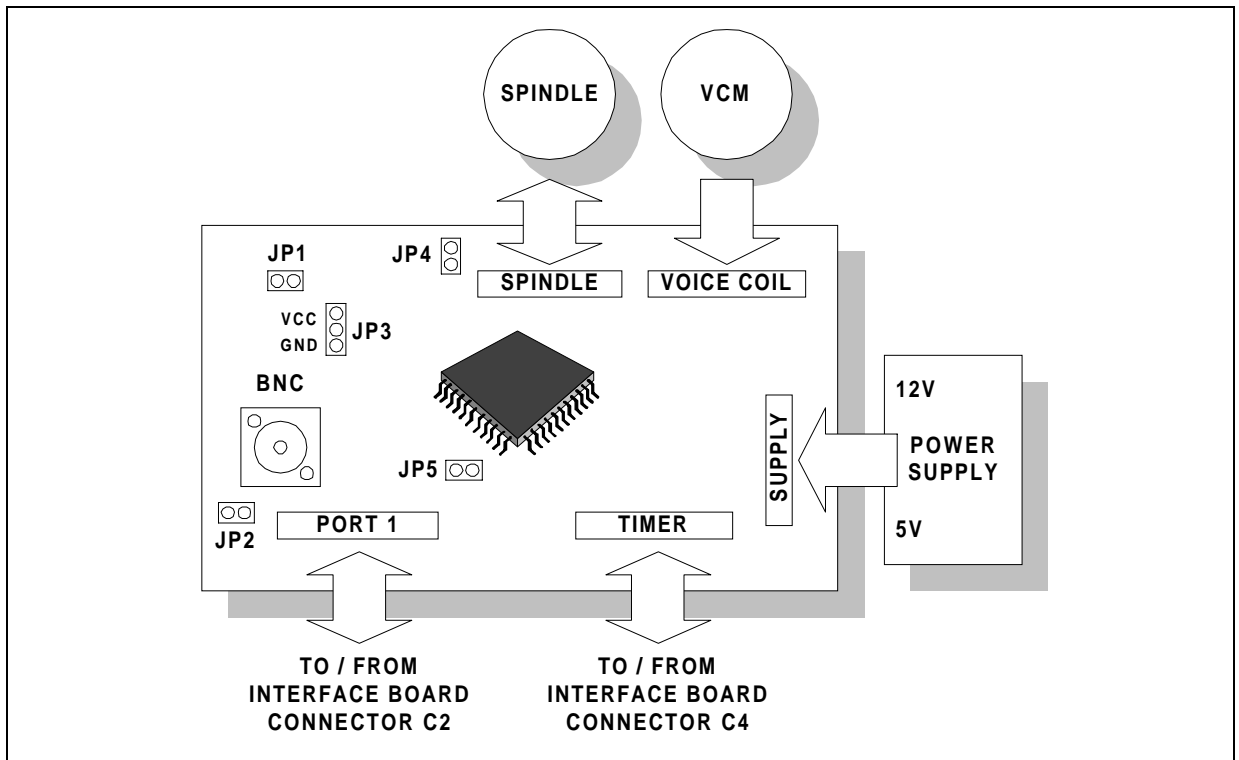 SPINDLE
VCM
JP1
JP4
SPINDLE
VOICE COIL
VCC
GND
JP3
BNC
12V
POWER
SUPPLY
5V
SUPPLY
JP5
JP2
PORT 1
TIMER
TO / FROM
INTERFACE BOARD
CONNECTOR C2
TO / FROM
INTERFACE BOARD
CONNECTOR C4